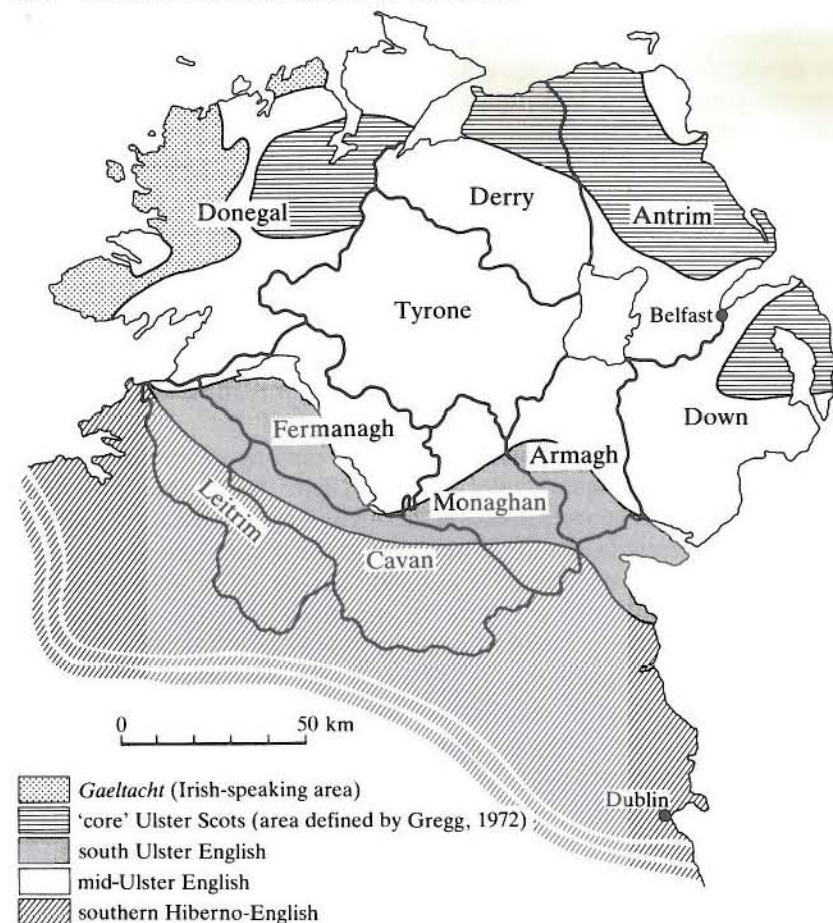 Donegal
Derry
Antrim
Tyrone
Belfast
Down
Fermanagh
Armagh
Monaghan
Leitrim
Cavan
0 50 km
Dublin
Gaeltacht (Irish-speaking area)
'core' Ulster Scots (area defined by Gregg, 1972)
south Ulster English
mid-Ulster English
southern Hiberno-English